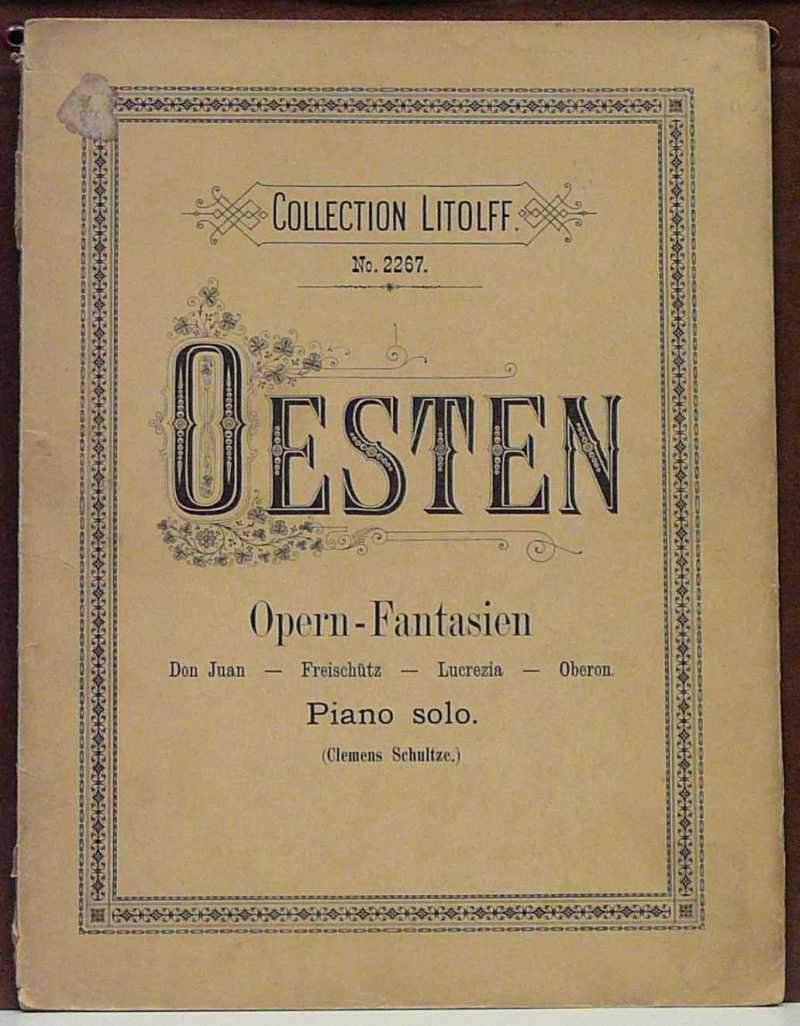 COLLECTION LITOLFF.
No. 2267.
OESTEN
Opern-Fantasien
Don Juan — Freischütz — Lucrezia — Oberon.
Piano solo.
(Clemens Schultze.)